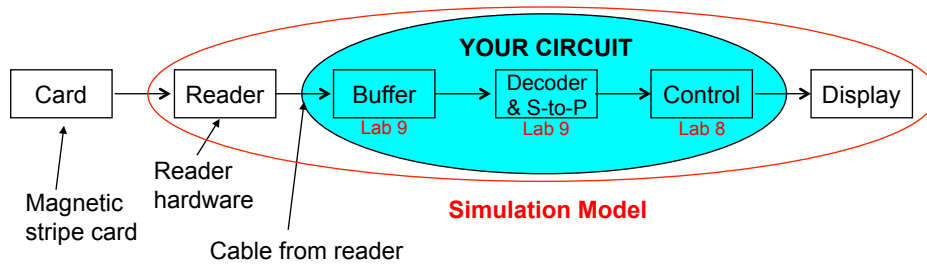 YOUR CIRCUIT
Card
Reader
Buffer
Decoder
& S-to-P
Control
Display
Lab 9
Lab 9
Lab 8
Reader
hardware
Magnetic
stripe card
Simulation Model
Cable from reader